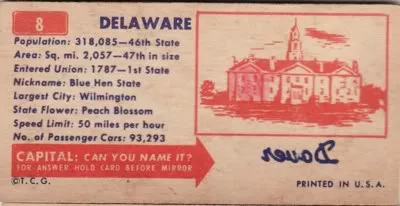 8
DELAWARE
Population: 318,085—46th State
Area: Sq. mi. 2,057—47th in size
Entered Union: 1787—1st State
Nickname: Blue Hen State
Largest City: Wilmington
State Flower: Peach Blossom
Speed Limit: 50 miles per hour
No. of Passenger Cars: 93,293
CAPITAL: CAN YOU NAME IT?
FOR ANSWER HOLD CARD BEFORE MIRROR
Dover
©T.C.G.
PRINTED IN U.S.A.